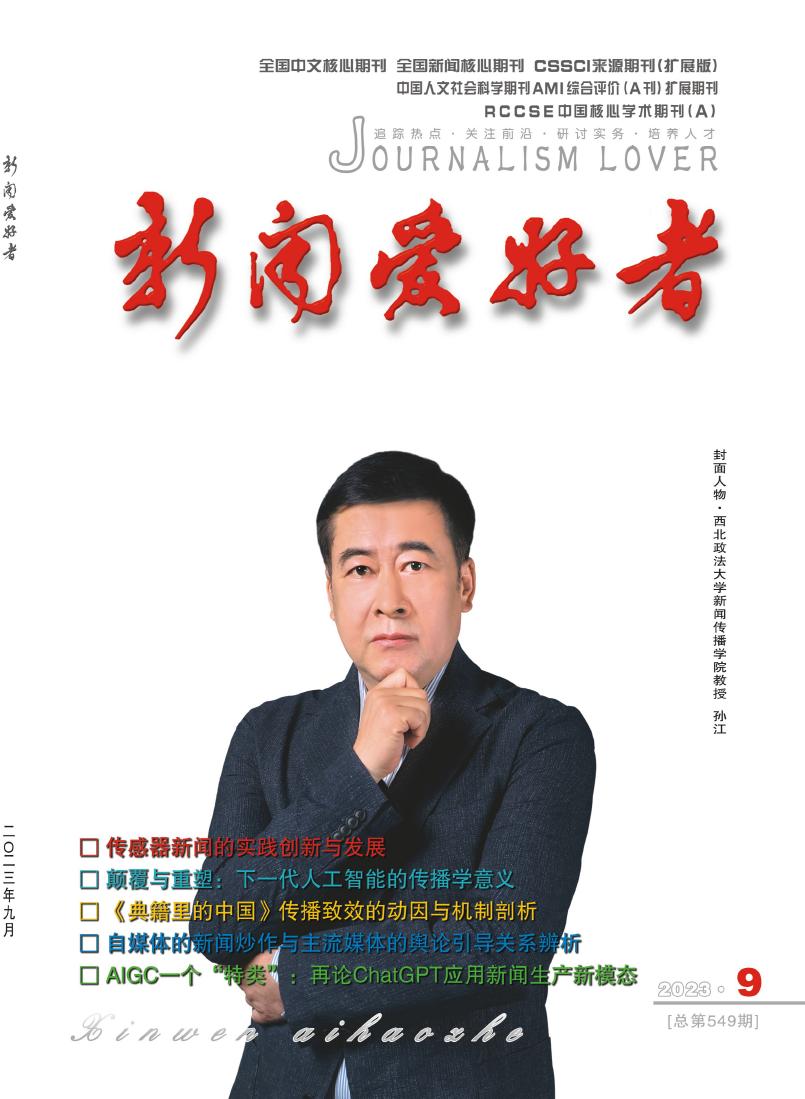 全国中文核心期刊 全国新闻核心期刊 CSSCI来源期刊(扩展版)
中国人文社会科学期刊AMI综合评价(A刊)扩展期刊
RCCSE中国核心学术期刊(A)
追踪热点·关注前沿·研讨实务·培养人才
JOURNALISM LOVER
新闻爱好者
新闻爱好者
封面人物·西北政法大学新闻传播学院教授 孙江
二〇二三年九月
□ 传感器新闻的实践创新与发展
□ 颠覆与重塑：下一代人工智能的传播学意义
□ 《典籍里的中国》传播致效的动因与机制剖析
□ 自媒体的新闻炒作与主流媒体的舆论引导关系辨析
□ AIGC一个“特类”：再论ChatGPT应用新闻生产新模态
2023·9
[总第549期]
Xinwen aihaozhe